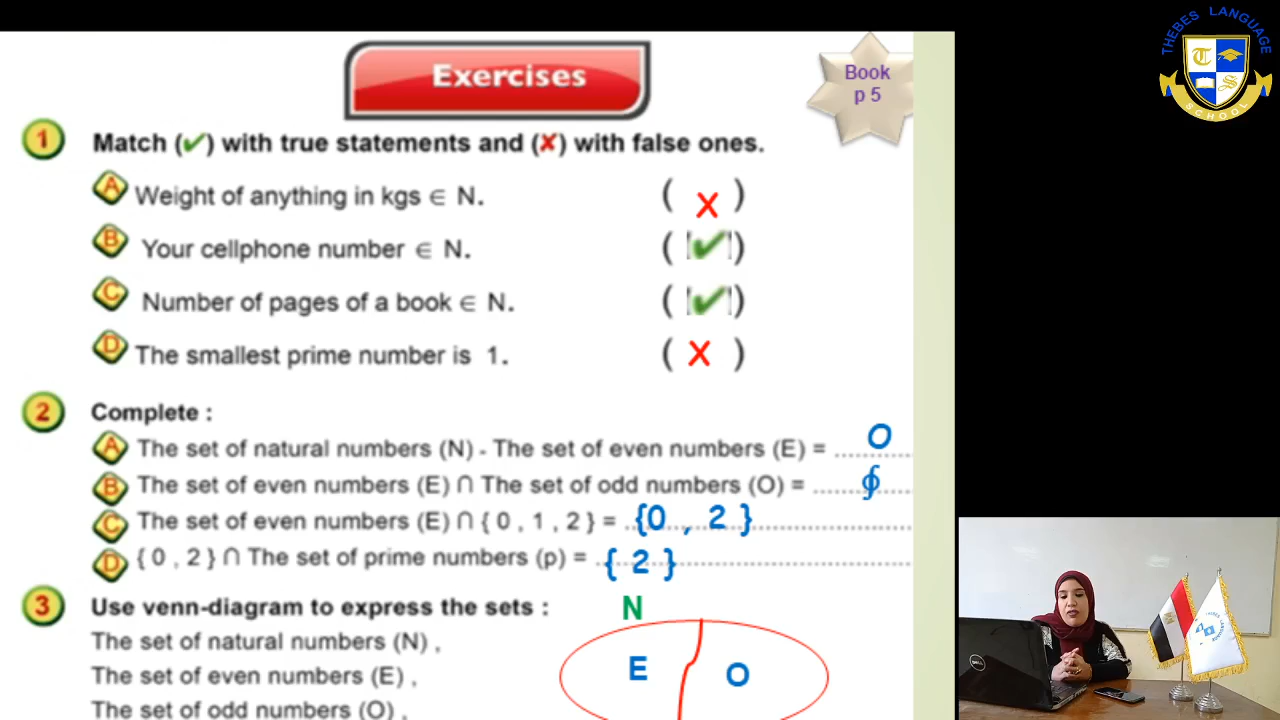 THEBES LANGUAGE
SCHOOL
T
S
Exercises
Book
p 5
1 Match (✔) with true statements and (✘) with false ones.
A Weight of anything in kgs ∈ N. ( X )
B Your cellphone number ∈ N. ( ✔ )
C Number of pages of a book ∈ N. ( ✔ )
D The smallest prime number is 1. ( X )
2 Complete :
A The set of natural numbers (N) - The set of even numbers (E) = ..... O .....
B The set of even numbers (E) ∩ The set of odd numbers (O) = ..... ∮ .....
C The set of even numbers (E) ∩ { 0 , 1 , 2 } = ... {0 , 2 } ...............
D { 0 , 2 } ∩ The set of prime numbers (p) = { 2 } ...............
3 Use venn-diagram to express the sets :
N
The set of natural numbers (N) ,
The set of even numbers (E) ,
E O
The set of odd numbers (O) ,
DELL